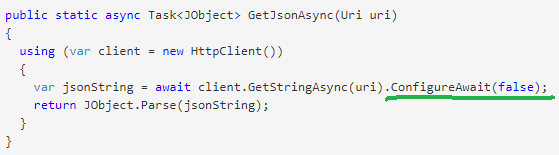 public static async Task<JObject> GetJsonAsync(Uri uri)
{
  using (var client = new HttpClient())
  {
    var jsonString = await client.GetStringAsync(uri).ConfigureAwait(false);
    return JObject.Parse(jsonString);
  }
}